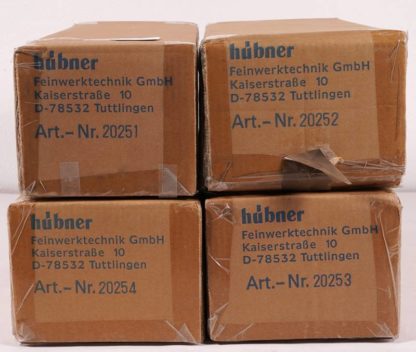 hübner
Feinwerktechnik GmbH
Kaiserstraße 10
D-78532 Tuttlingen
Art.-Nr. 20251
hübner
Feinwerktechnik GmbH
Kaiserstraße 10
D-78532 Tuttlingen
Art.-Nr. 20252
hübner
Feinwerktechnik GmbH
Kaiserstraße 10
D-78532 Tuttlingen
Art.-Nr. 20254
hübner
Feinwerktechnik GmbH
Kaiserstraße 10
D-78532 Tuttlingen
Art.-Nr. 20253